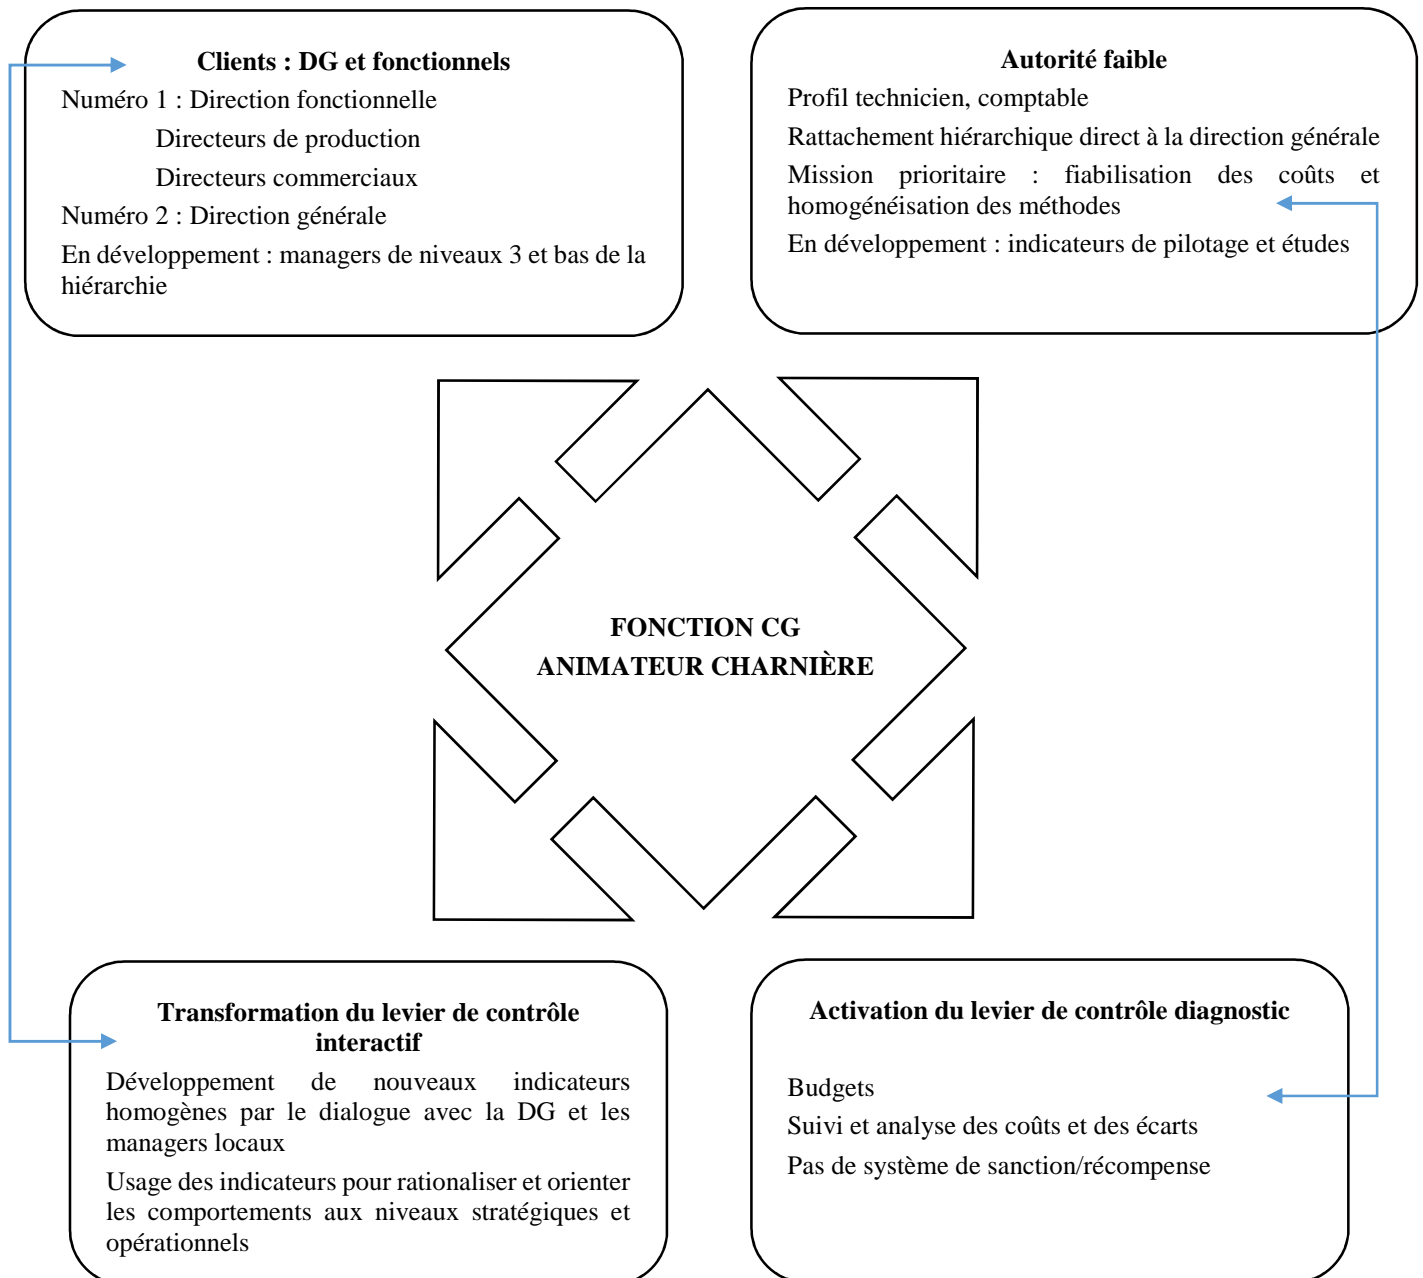 Clients : DG et fonctionnels
Numéro 1 : Direction fonctionnelle
Directeurs de production
Directeurs commerciaux
Numéro 2 : Direction générale
En développement : managers de niveaux 3 et bas de la
hiérarchie
Autorité faible
Profil technicien, comptable
Rattachement hiérarchique direct à la direction générale
Mission prioritaire : fiabilisation des coûts et
homogénéisation des méthodes
En développement : indicateurs de pilotage et études
FONCTION CG
ANIMATEUR CHARNIÈRE
Transformation du levier de contrôle
interactif
Développement de nouveaux indicateurs
homogènes par le dialogue avec la DG et les
managers locaux
Usage des indicateurs pour rationaliser et orienter
les comportements aux niveaux stratégiques et
opérationnels
Activation du levier de contrôle diagnostic
Budgets
Suivi et analyse des coûts et des écarts
Pas de système de sanction/récompense